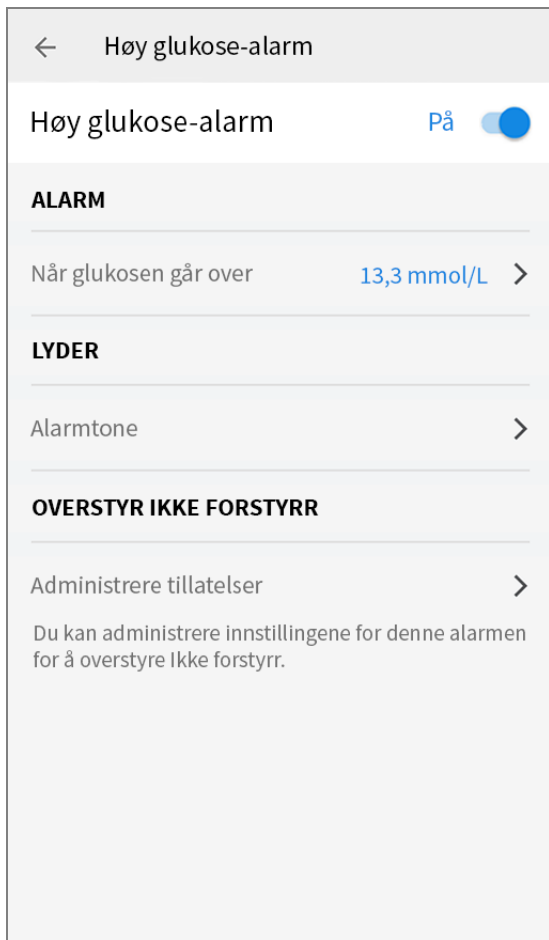 Høy glukose-alarm
Høy glukose-alarm På
ALARM
Når glukosen går over 13,3 mmol/L
LYDER
Alarmtone
OVERSTYR IKKE FORSTYRR
Administrere tillatelser
Du kan administrere innstillingene for denne alarmen
for å overstyre Ikke forstyrr.